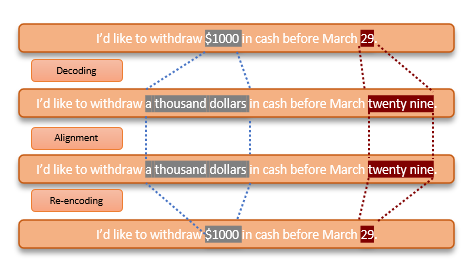 I'd like to withdraw $1000 in cash before March 29
Decoding
I'd like to withdraw a thousand dollars in cash before March twenty nine.
Alignment
I'd like to withdraw a thousand dollars in cash before March twenty nine.
Re-encoding
I'd like to withdraw $1000 in cash before March 29